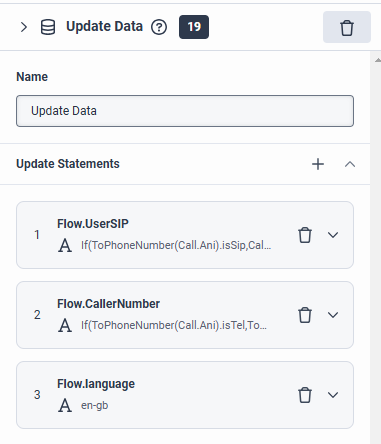 Update Data ? 19
Name
Update Data
Update Statements
1
Flow.UserSIP
A If(ToPhoneNumber(Call.Ani).isSip,Cal...
2
Flow.CallerNumber
A If(ToPhoneNumber(Call.Ani).isTel,To...
3
Flow.language
A en-gb